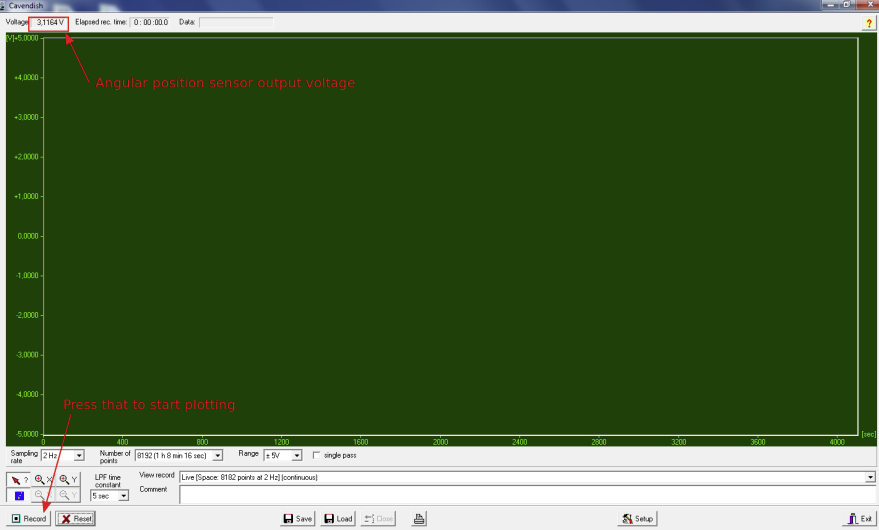 Cavendish
Voltage 3,1164 V Elapsed rec. time: 0 : 00 :00.0 Data:
?
[V]+5,0000
Angular position sensor output voltage
+4,0000
+3,0000
+2,0000
+1,0000
0,0000
-1,0000
-2,0000
-3,0000
-4,0000
Press that to start plotting
-5,0000
[sec]
0 400 800 1200 1600 2000 2400 2800 3200 3600 4000
Sampling rate 2 Hz Number of points 8192 (1 h 8 min 16 sec) Range ± 5V single pass
? X Y LPF time constant View record Live [Space: 8182 points at 2 Hz] (continuous)
X Y 5 sec Comment
Record Reset Save Load Close Setup Exit